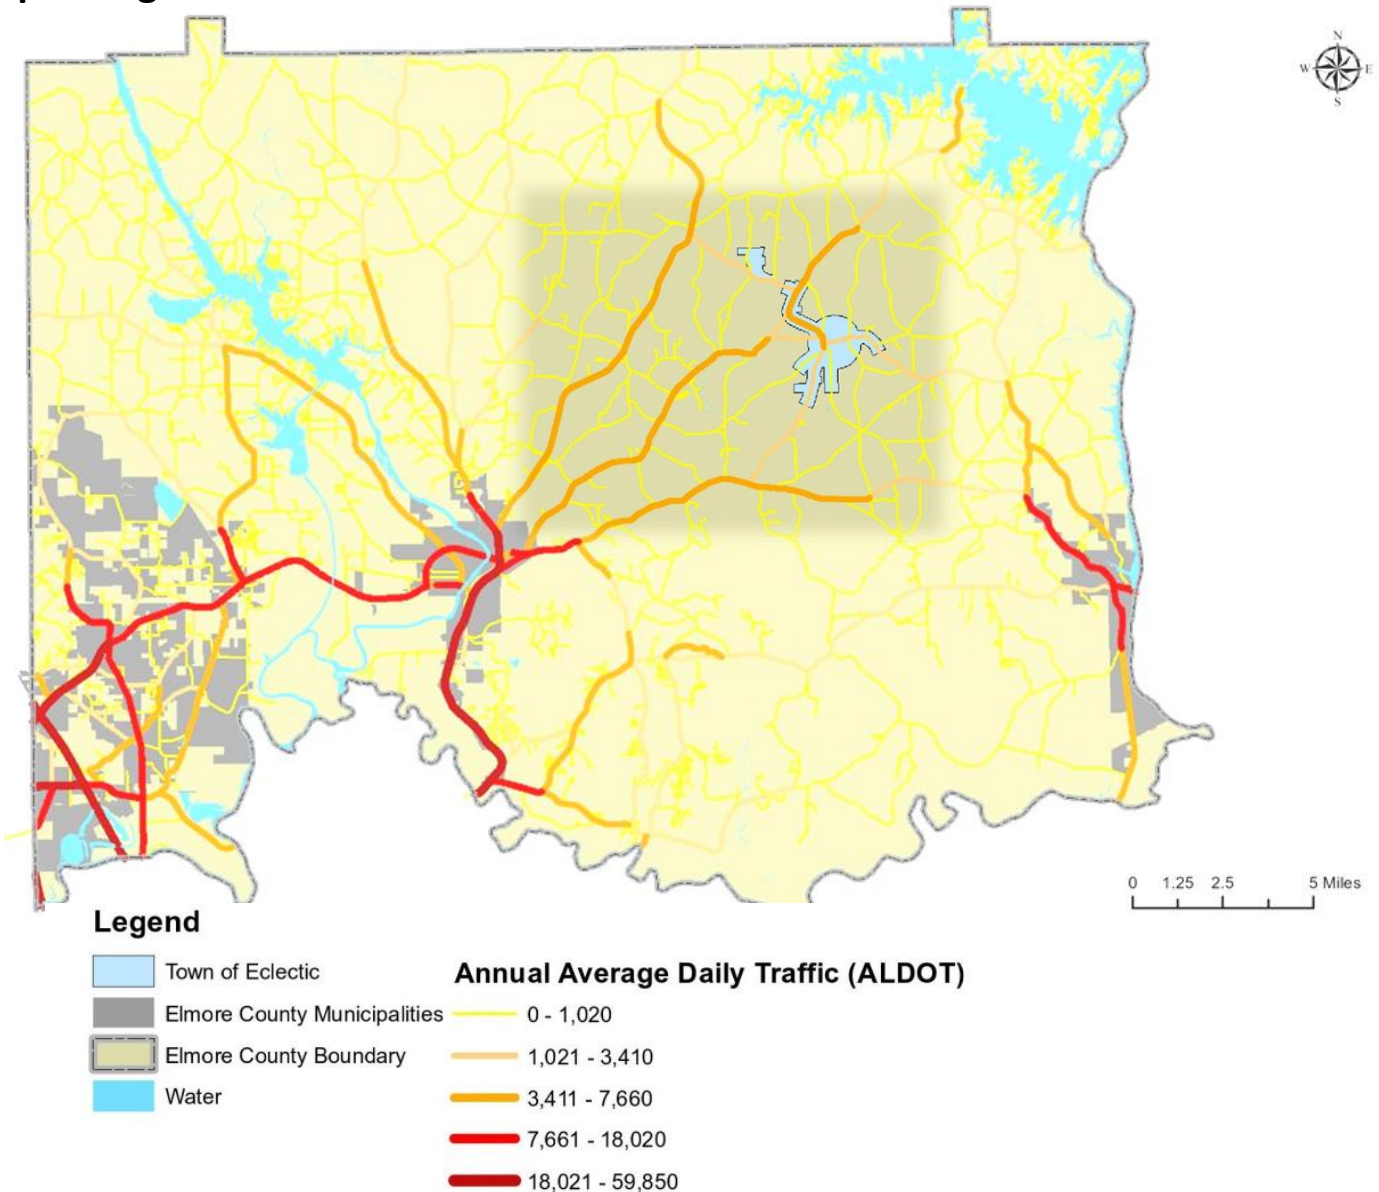 N
W E
S
0 1.25 2.5 5 Miles
Legend
Town of Eclectic
Elmore County Municipalities
Elmore County Boundary
Water
Annual Average Daily Traffic (ALDOT)
0 - 1,020
1,021 - 3,410
3,411 - 7,660
7,661 - 18,020
18,021 - 59,850